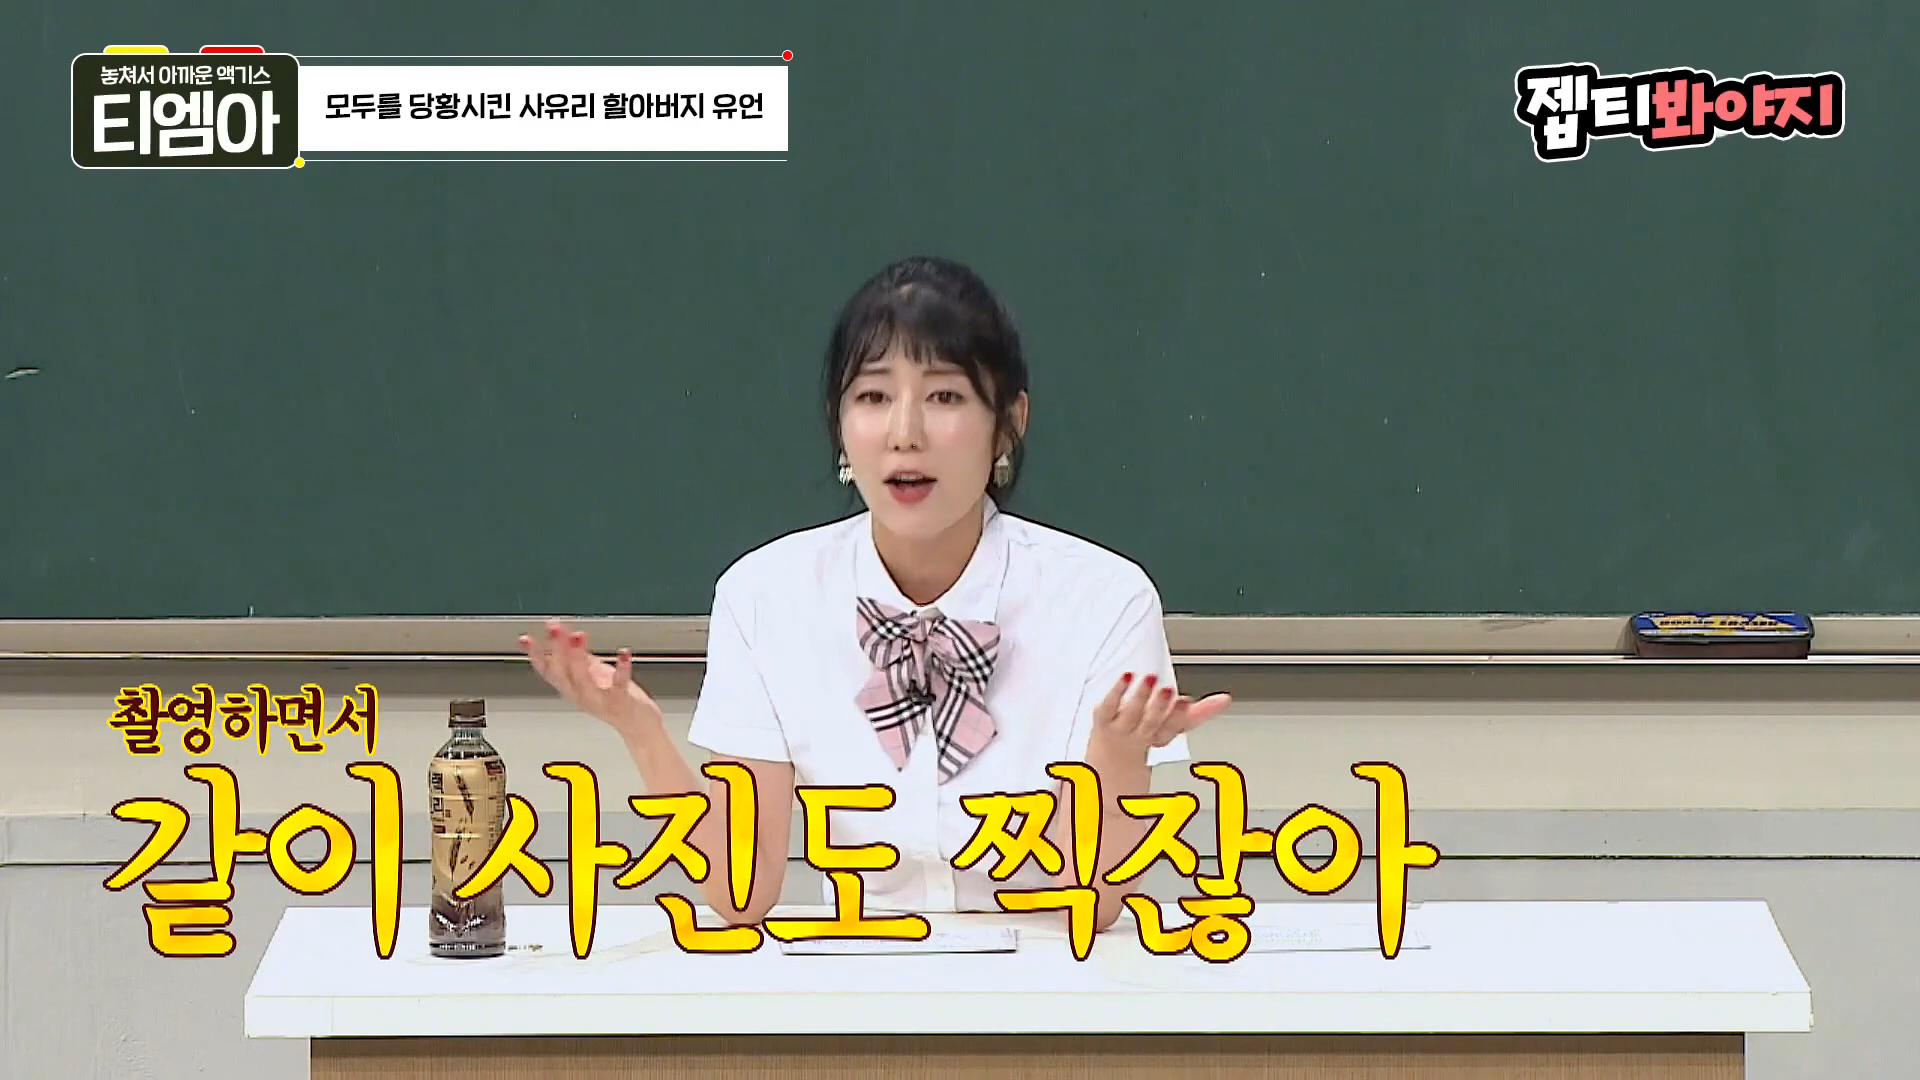 놓쳐서 아까운 액기스
티엠아
모두를 당황시킨 사유리 할아버지 유언
젭티봐야지
촬영하면서
같이 사진도 찍잖아